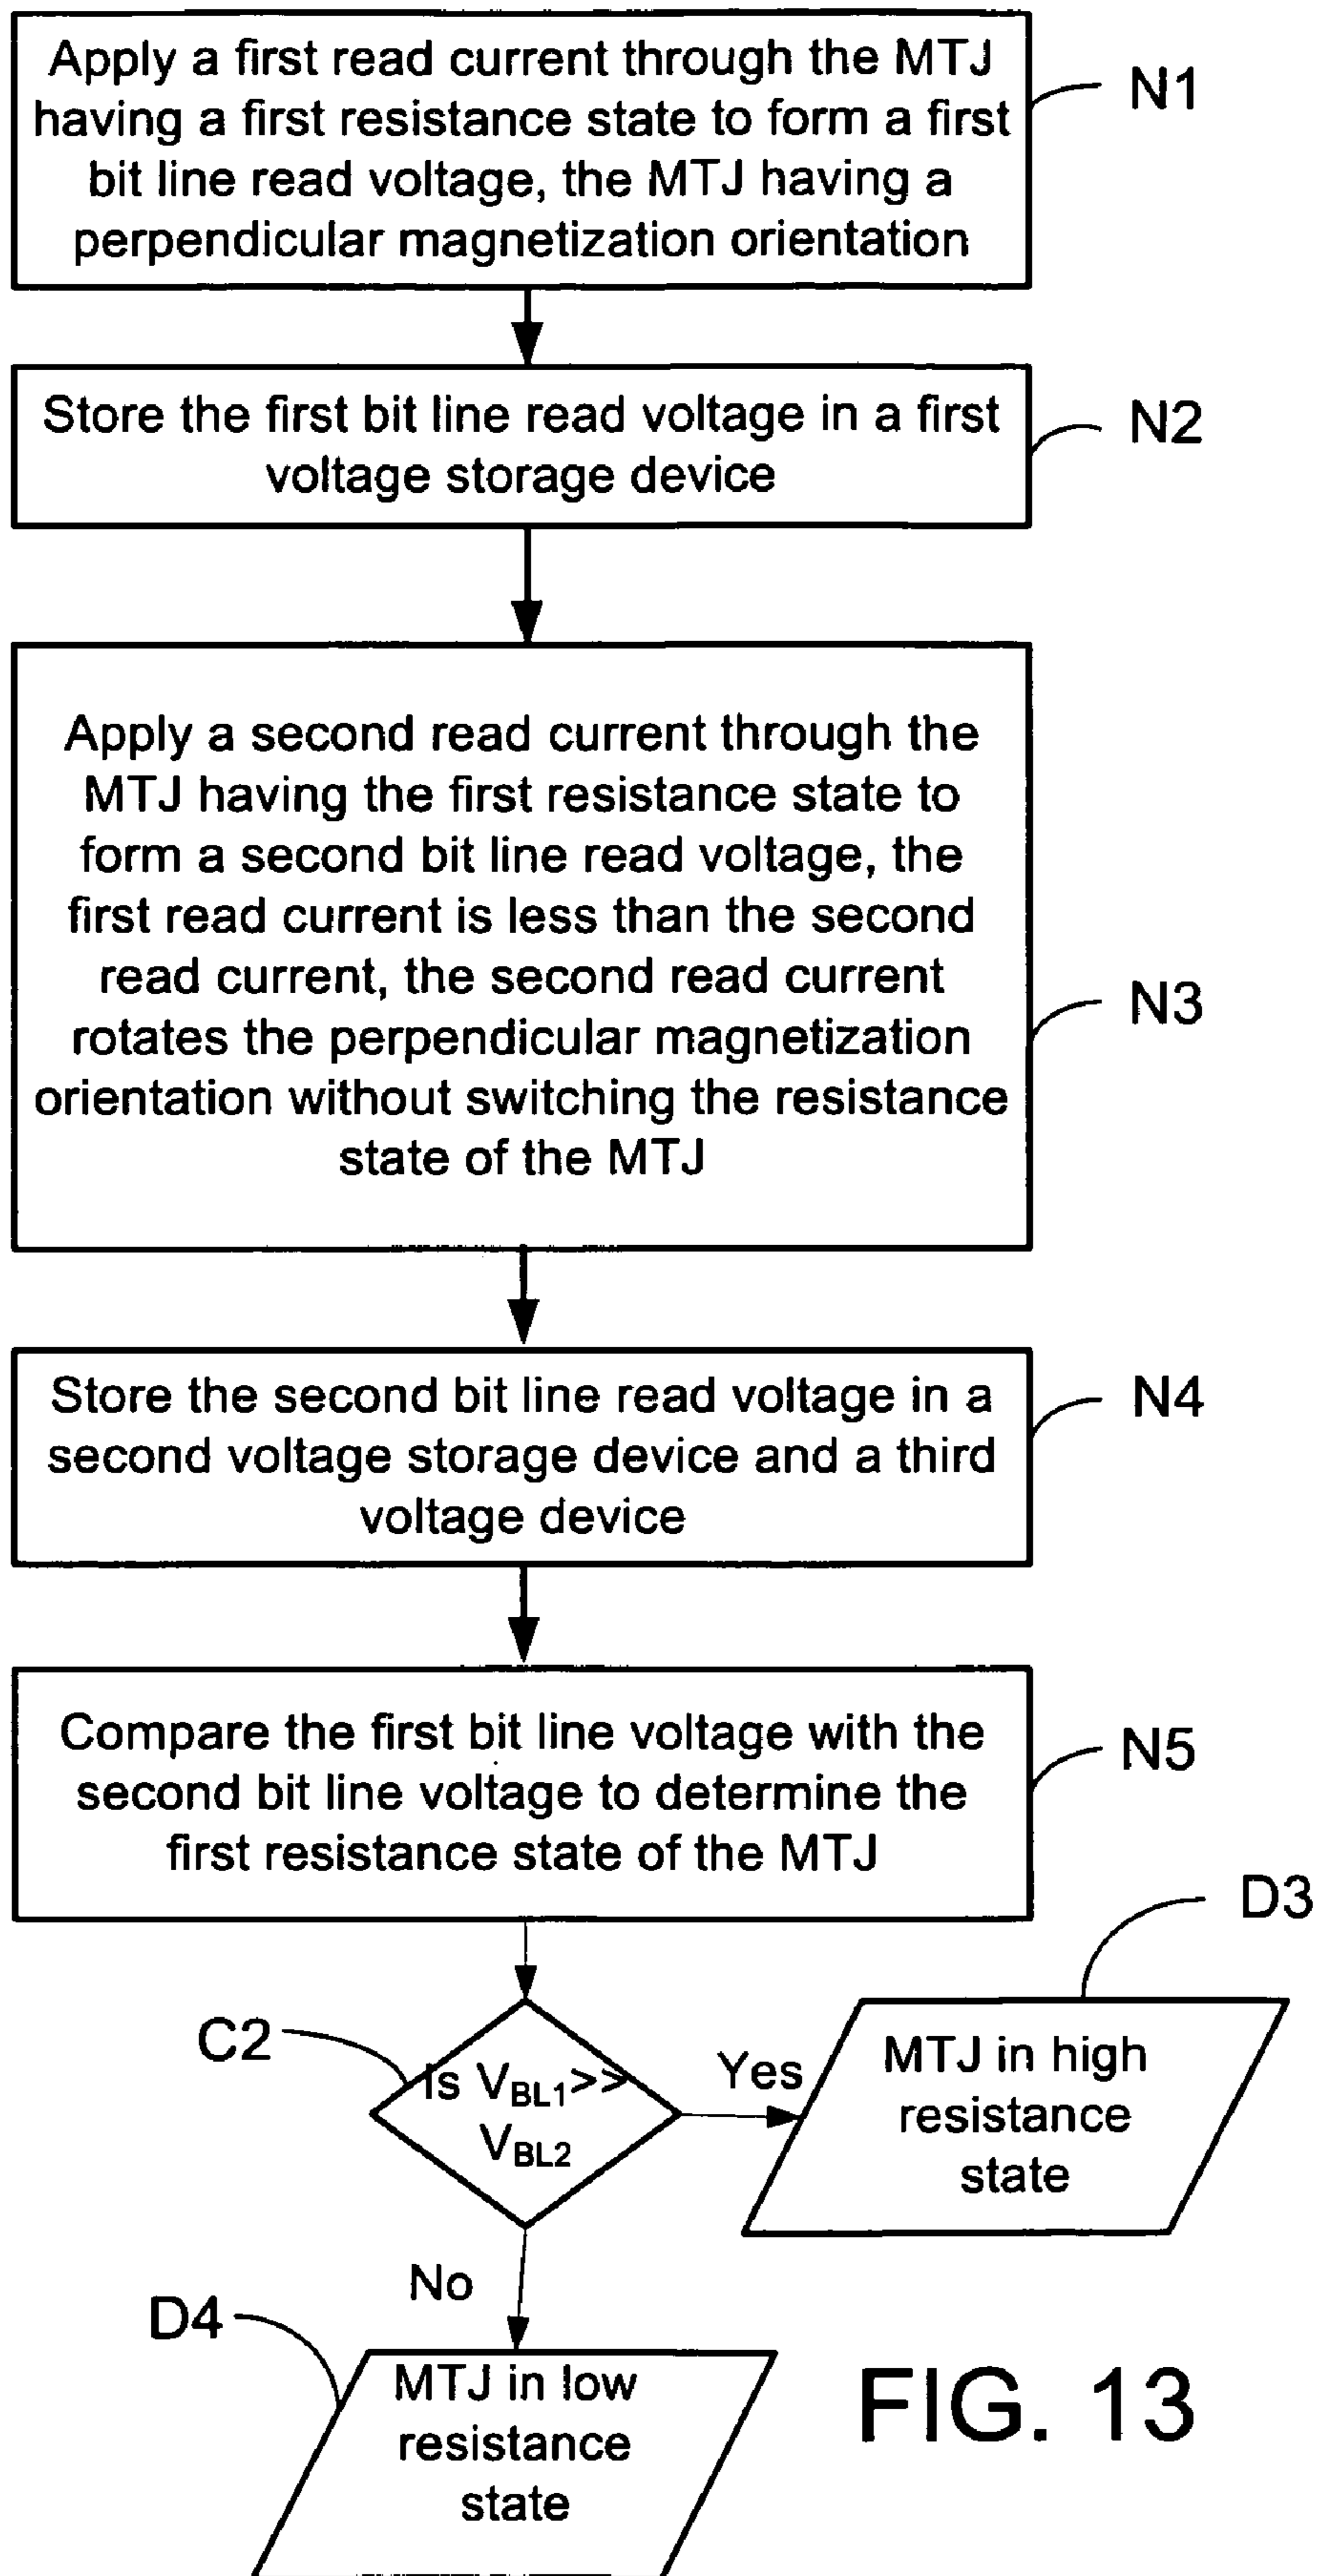 Apply a first read current through the MTJ
having a first resistance state to form a first
bit line read voltage, the MTJ having a
perpendicular magnetization orientation
N1
Store the first bit line read voltage in a first
voltage storage device
N2
Apply a second read current through the
MTJ having the first resistance state to
form a second bit line read voltage, the
first read current is less than the second
read current, the second read current
rotates the perpendicular magnetization
orientation without switching the resistance
state of the MTJ
N3
Store the second bit line read voltage in a
second voltage storage device and a third
voltage device
N4
Compare the first bit line voltage with the
second bit line voltage to determine the
first resistance state of the MTJ
N5
D3
C2
Is VBL1>>
VBL2
Yes
MTJ in high
resistance
state
No
D4
MTJ in low
resistance
state
FIG. 13